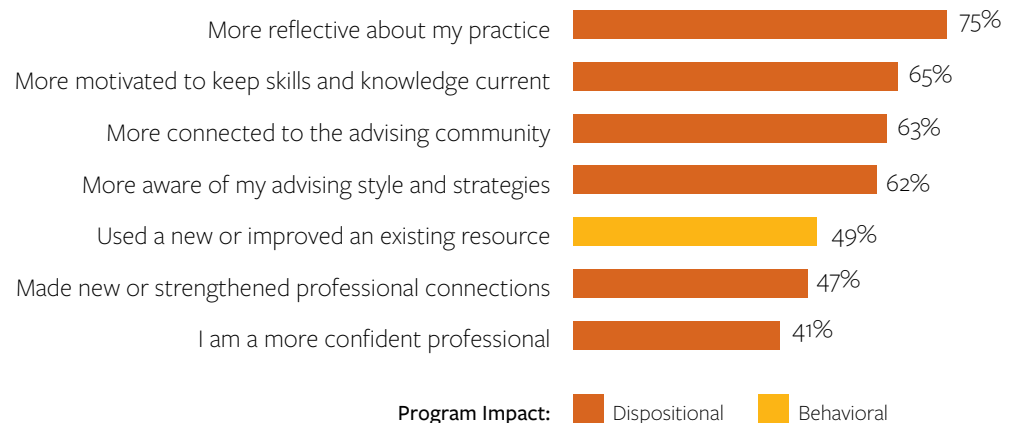 More reflective about my practice 75%
More motivated to keep skills and knowledge current 65%
More connected to the advising community 63%
More aware of my advising style and strategies 62%
Used a new or improved an existing resource 49%
Made new or strengthened professional connections 47%
I am a more confident professional 41%
Program Impact: Dispositional Behavioral